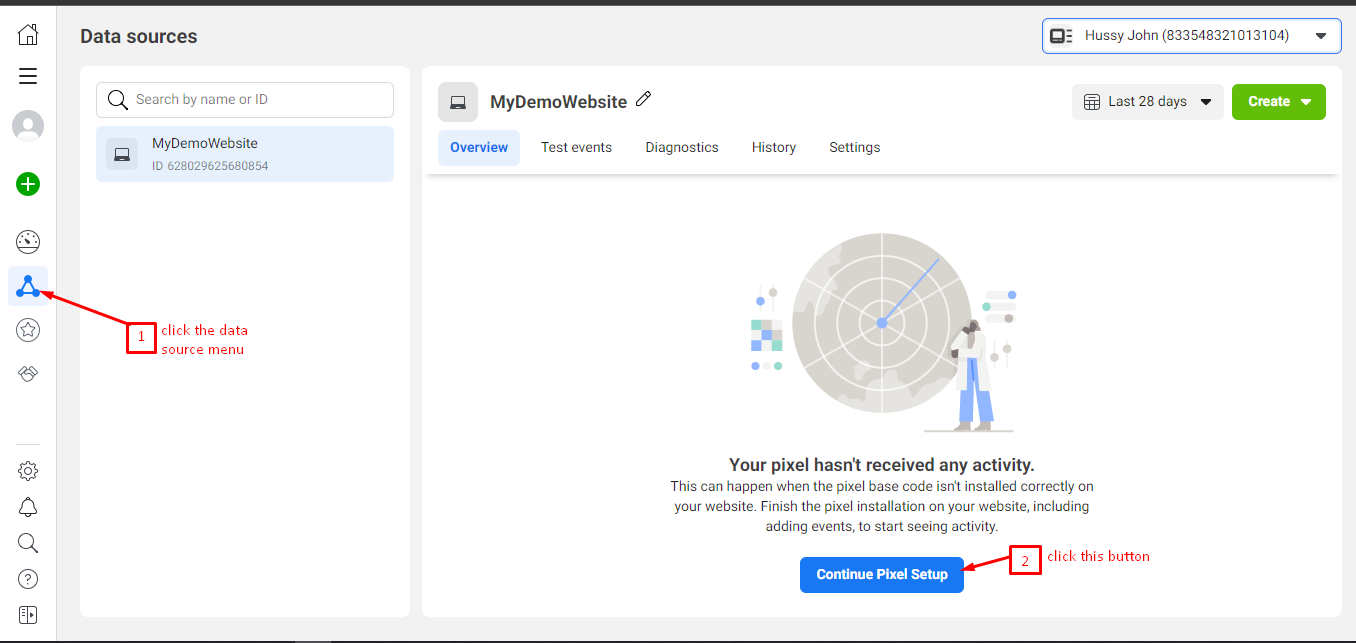 Data sources
Hussy John (833548321013104)
Search by name or ID
MyDemoWebsite
ID 628029625680854
MyDemoWebsite
Last 28 days
Create
Overview
Test events
Diagnostics
History
Settings
1
click the data
source menu
Your pixel hasn't received any activity.
This can happen when the pixel base code isn't installed correctly on
your website. Finish the pixel installation on your website, including
adding events, to start seeing activity.
Continue Pixel Setup
2
click this button